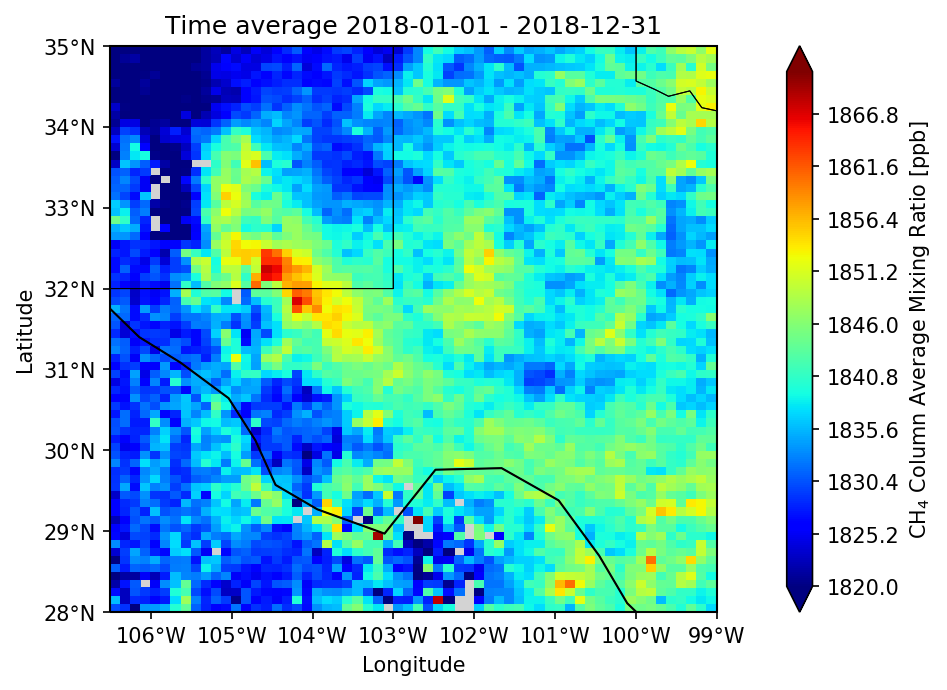 Time average 2018-01-01 - 2018-12-31
35°N
34°N
33°N
32°N
31°N
30°N
29°N
28°N
Latitude
106°W 105°W 104°W 103°W 102°W 101°W 100°W 99°W
Longitude
1866.8
1861.6
1856.4
1851.2
1846.0
1840.8
1835.6
1830.4
1825.2
1820.0
CH₄ Column Average Mixing Ratio [ppb]